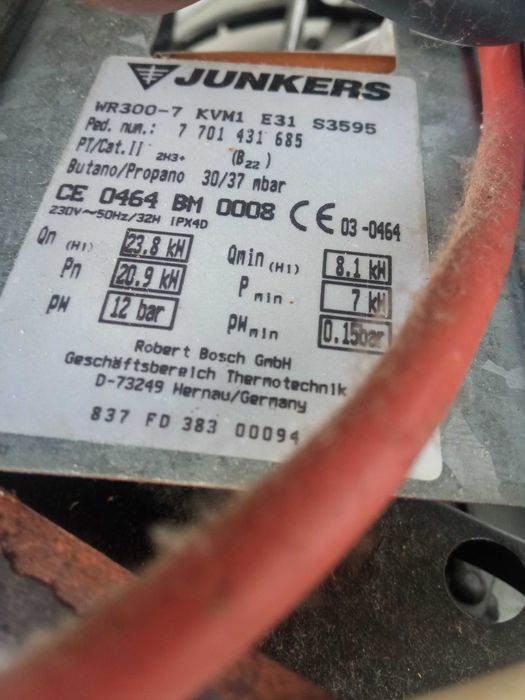 JUNKERS
WR300-7 KVM1 E31 S3595
Ped. num.: 7 701 431 685
PT/Cat.II 2H3+ (B22)
Butano/Propano 30/37 mbar
CE 0464 BM 0008 CE 03-0464
230V~50Hz/32H IPX4D
Qn (Hi) 23.8 kW Qmin (Hi) 8.1 kW
Pn 20.9 kW P min 7 kW
pW 12 bar pW min 0.15bar
Robert Bosch GmbH
Geschäftsbereich Thermotechnik
D-73249 Hernau/Germany
837 FD 383 00094